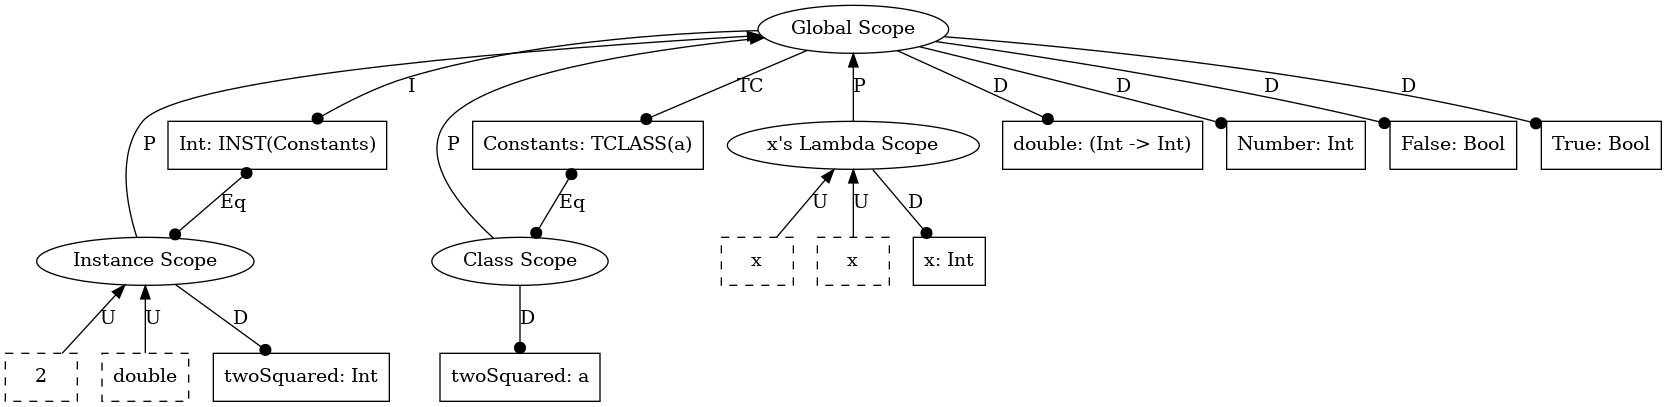 Global Scope
I
TC
P
D
D
D
D
P
Int: INST(Constants)
P
Constants: TCLASS(a)
x's Lambda Scope
double: (Int -> Int)
Number: Int
False: Bool
True: Bool
Eq
Eq
U
U
D
Instance Scope
Class Scope
x
x
x: Int
U
U
D
D
2
double
twoSquared: Int
twoSquared: a